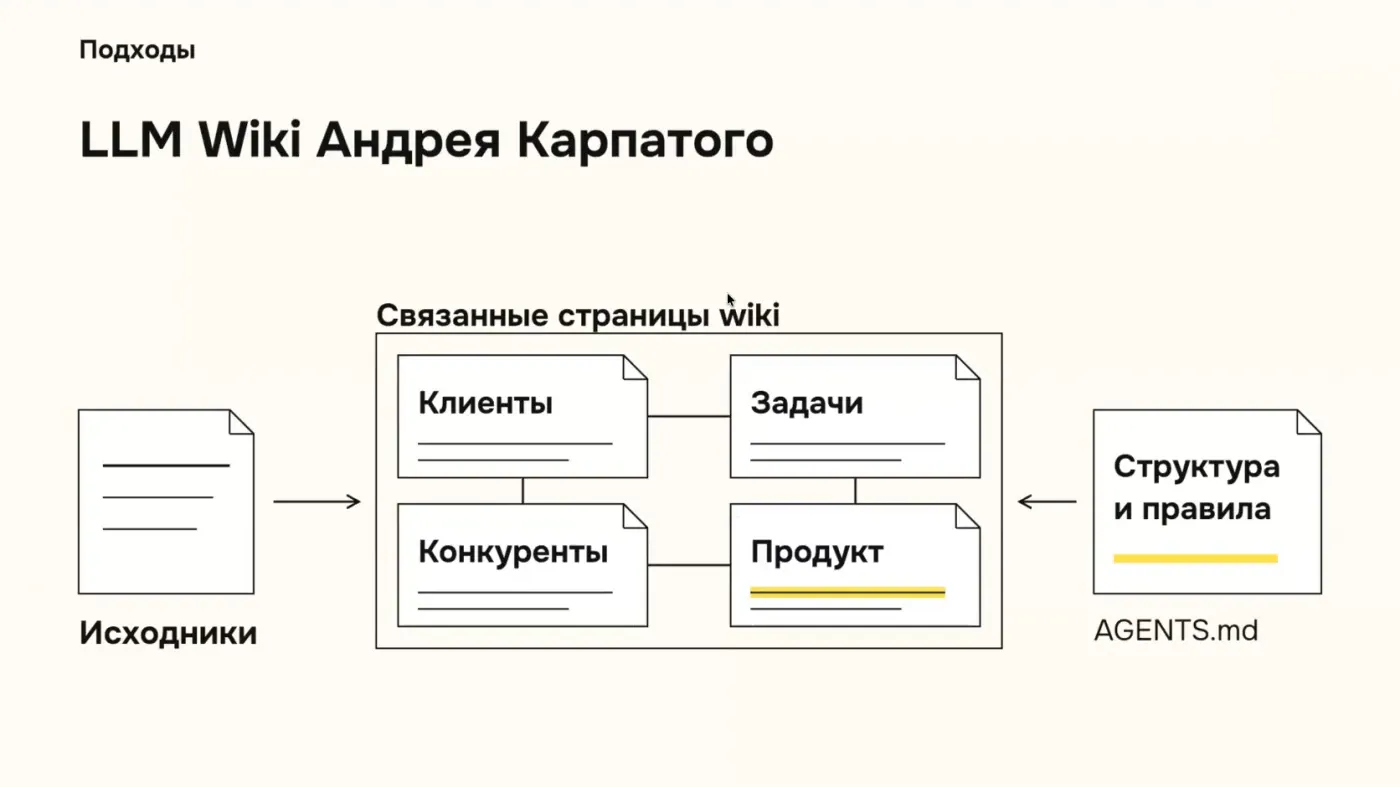 Подходы
LLM Wiki Андрея Карпатого
Связанные страницы wiki
Клиенты
Задачи
Конкуренты
Продукт
Исходники
Структура
и правила
AGENTS.md